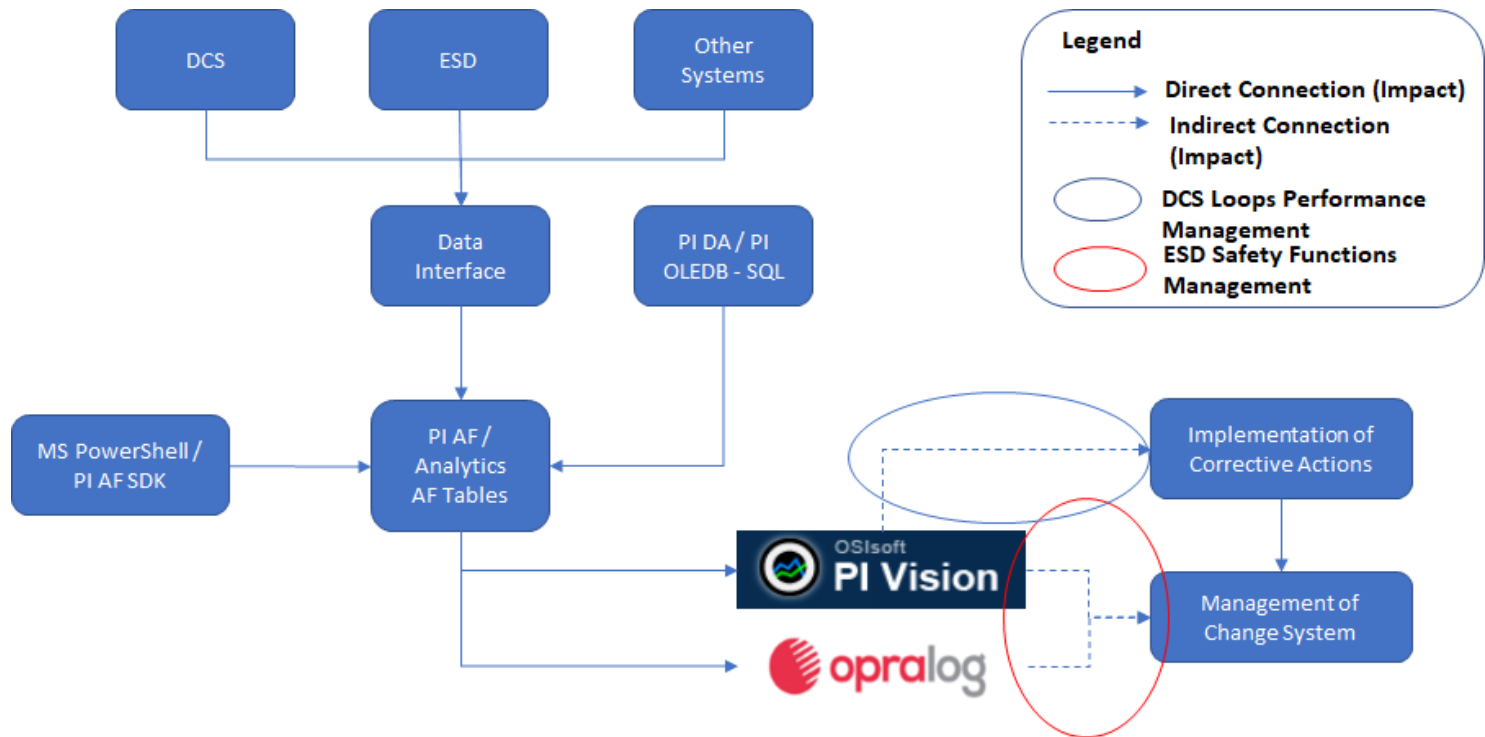 DCS
ESD
Other
Systems
Legend
Direct Connection (Impact)
Indirect Connection
(Impact)
DCS Loops Performance
Management
ESD Safety Functions
Management
Data
Interface
PI DA / PI
OLEDB - SQL
MS PowerShell /
PI AF SDK
PI AF /
Analytics
AF Tables
Implementation of
Corrective Actions
OSIsoft
PI Vision
Management of
Change System
opralog